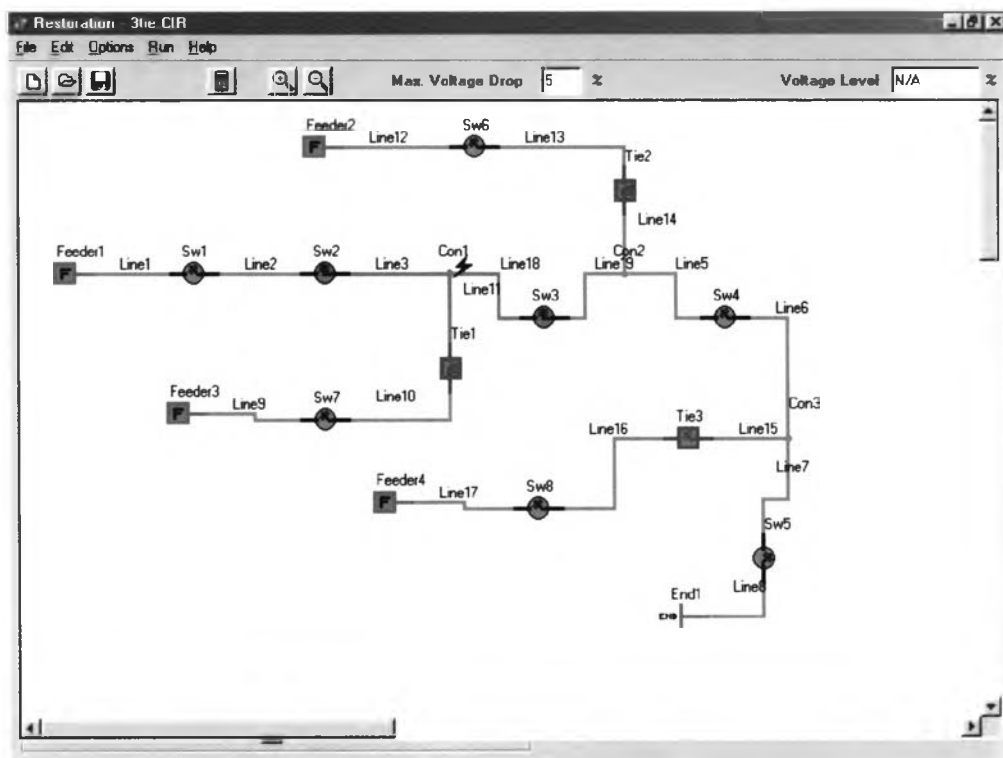 Restoration - 3tie.CIR
File Edit Options Run Help
Max. Voltage Drop 5 % Voltage Level N/A %
Feeder2 Line12 Sw6 Line13
F
Tie2
Line14
Feeder1 Line1 Sw1 Line2 Sw2 Line3 Con1 Line18 Con2 Line19 Line5
F
Line11
Sw3 Sw4 Line6
Tie1
Feeder3 Line9 Sw7 Line10 Con3
F
Tie3
Line16 Line15
Line7
Feeder4 Line17 Sw8
F
Sw5
Line8
End1
END